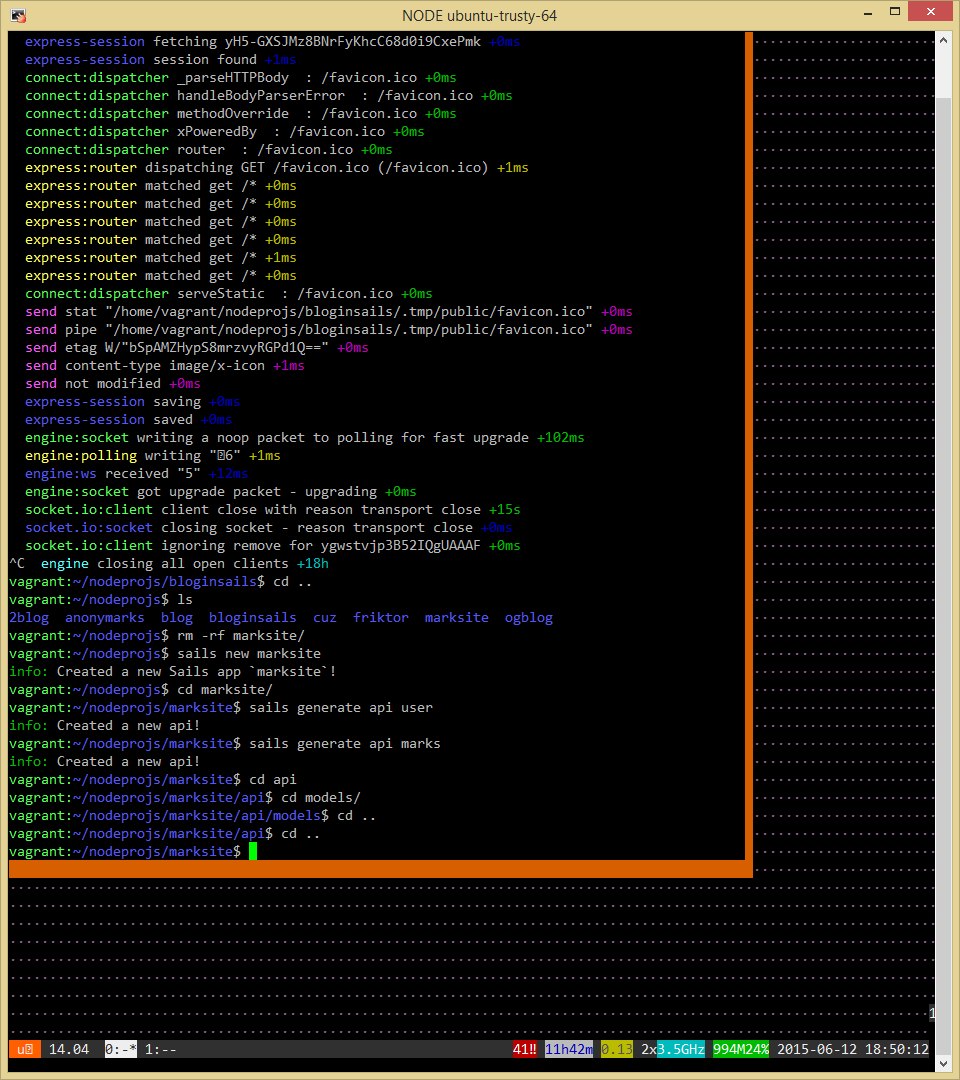 NODE ubuntu-trusty-64
express-session fetching yH5-GXSJMz8BNrFyKhcC68d0i9CxePmk +0ms
express-session session found +1ms
connect:dispatcher _parseHTTPBody  : /favicon.ico +0ms
connect:dispatcher handleBodyParserError  : /favicon.ico +0ms
connect:dispatcher methodOverride  : /favicon.ico +0ms
connect:dispatcher xPoweredBy  : /favicon.ico +0ms
connect:dispatcher router  : /favicon.ico +0ms
express:router dispatching GET /favicon.ico (/favicon.ico) +1ms
express:router matched get /* +0ms
express:router matched get /* +0ms
express:router matched get /* +0ms
express:router matched get /* +0ms
express:router matched get /* +1ms
express:router matched get /* +0ms
connect:dispatcher serveStatic  : /favicon.ico +0ms
send stat "/home/vagrant/nodeprojs/bloginsails/.tmp/public/favicon.ico" +0ms
send pipe "/home/vagrant/nodeprojs/bloginsails/.tmp/public/favicon.ico" +0ms
send etag W/"bSpAMZHypS8mrzvyRGPd1Q==" +0ms
send content-type image/x-icon +1ms
send not modified +0ms
express-session saving +0ms
express-session saved +0ms
engine:socket writing a noop packet to polling for fast upgrade +102ms
engine:polling writing "�6" +1ms
engine:ws received "5" +12ms
engine:socket got upgrade packet - upgrading +0ms
socket.io:client client close with reason transport close +15s
socket.io:socket closing socket - reason transport close +0ms
socket.io:client ignoring remove for ygwstvjp3B52IQgUAAAF +0ms
^C  engine closing all open clients +18h
vagrant:~/nodeprojs/bloginsails$ cd ..
vagrant:~/nodeprojs$ ls
2blog  anonymarks  blog  bloginsails  cuz  friktor  marksite  ogblog
vagrant:~/nodeprojs$ rm -rf marksite/
vagrant:~/nodeprojs$ sails new marksite
info: Created a new Sails app `marksite`!
vagrant:~/nodeprojs$ cd marksite/
vagrant:~/nodeprojs/marksite$ sails generate api user
info: Created a new api!
vagrant:~/nodeprojs/marksite$ sails generate api marks
info: Created a new api!
vagrant:~/nodeprojs/marksite$ cd api
vagrant:~/nodeprojs/marksite/api$ cd models/
vagrant:~/nodeprojs/marksite/api/models$ cd ..
vagrant:~/nodeprojs/marksite/api$ cd ..
vagrant:~/nodeprojs/marksite$
1
u� 14.04  0:-* 1:-- 41!! 11h42m 0.13 2x3.5GHz 994M24% 2015-06-12 18:50:12